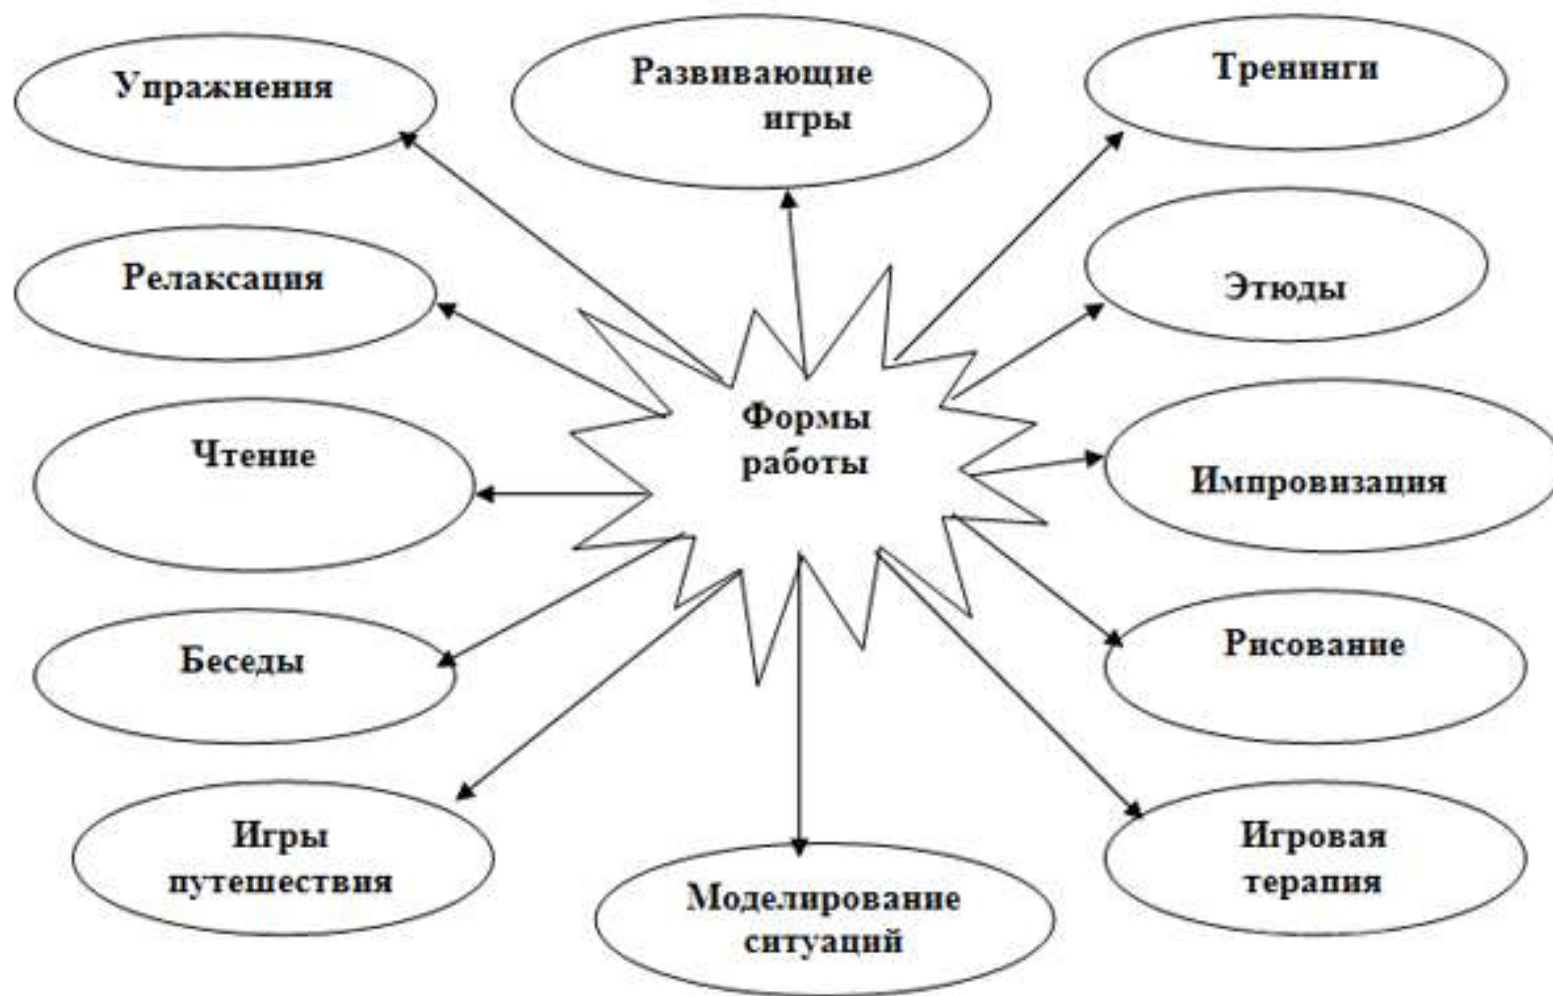 Упражнения
Развивающие
игры
Тренинги
Релаксация
Этюды
Формы
работы
Чтение
Импровизация
Беседы
Рисование
Игры
путешествия
Моделирование
ситуаций
Игровая
терапия